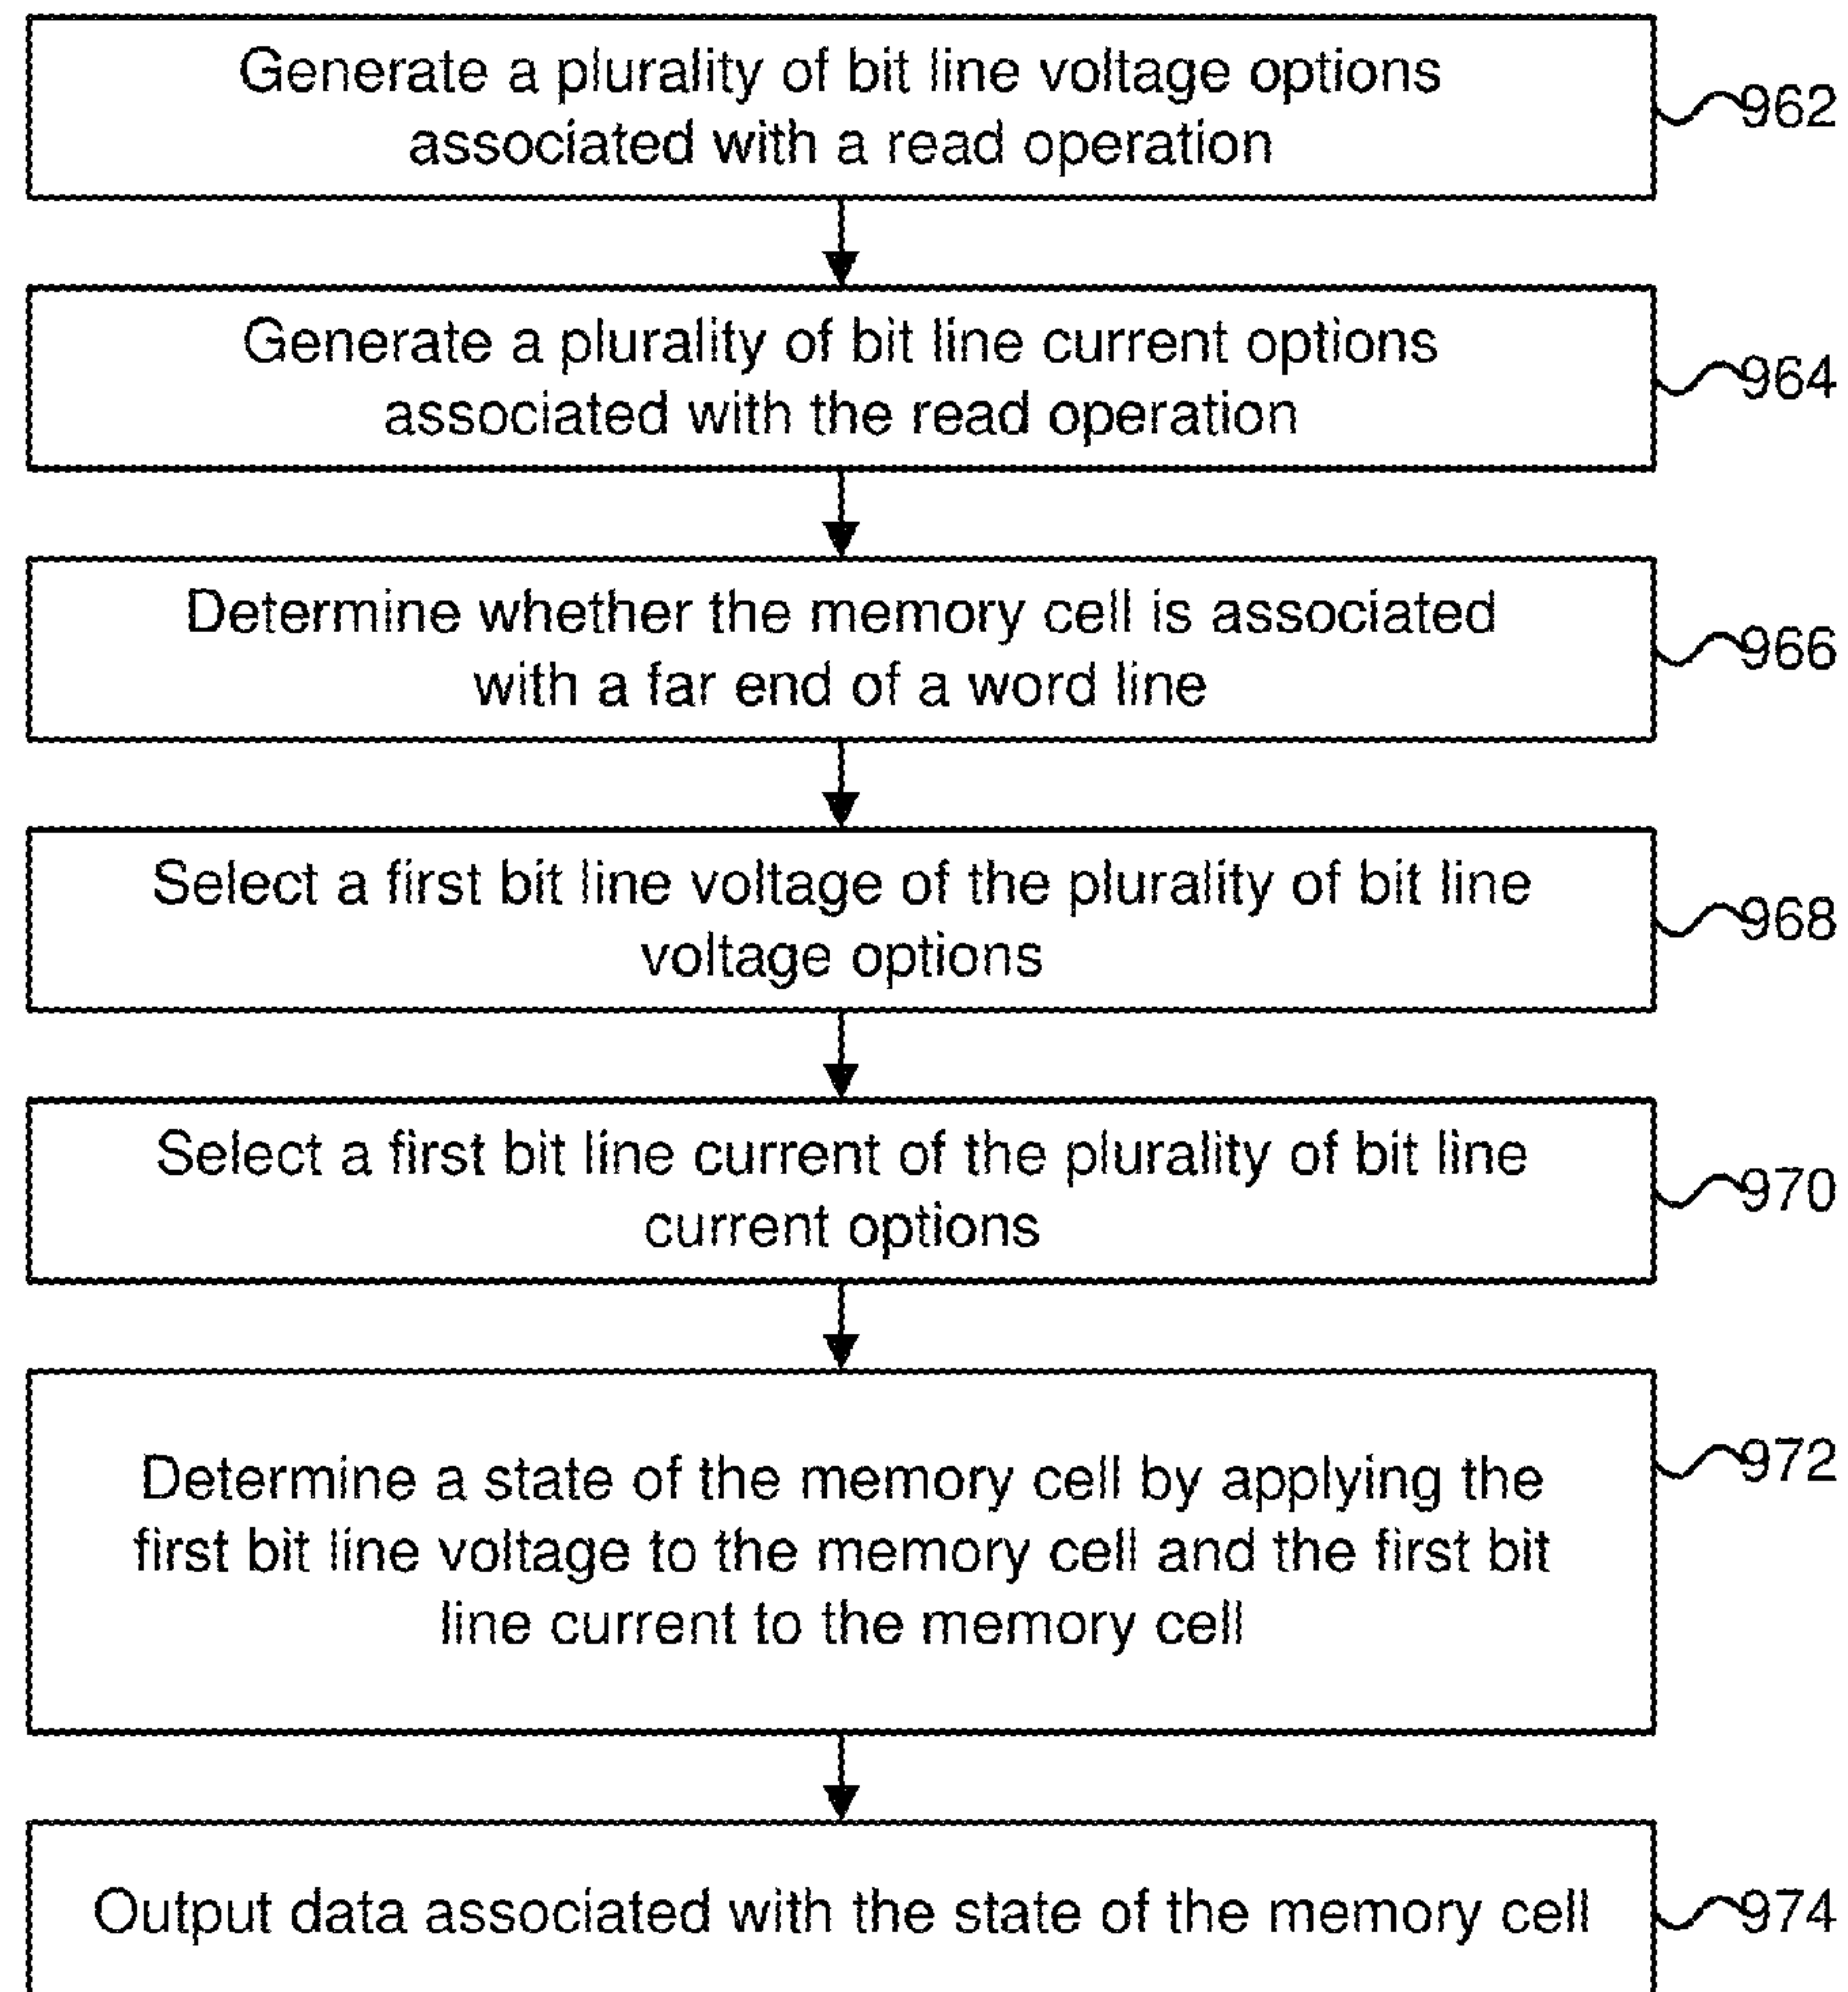 Generate a plurality of bit line voltage options
associated with a read operation
962
Generate a plurality of bit line current options
associated with the read operation
964
Determine whether the memory cell is associated
with a far end of a word line
966
Select a first bit line voltage of the plurality of bit line
voltage options
968
Select a first bit line current of the plurality of bit line
current options
970
Determine a state of the memory cell by applying the
first bit line voltage to the memory cell and the first bit
line current to the memory cell
972
Output data associated with the state of the memory cell
974